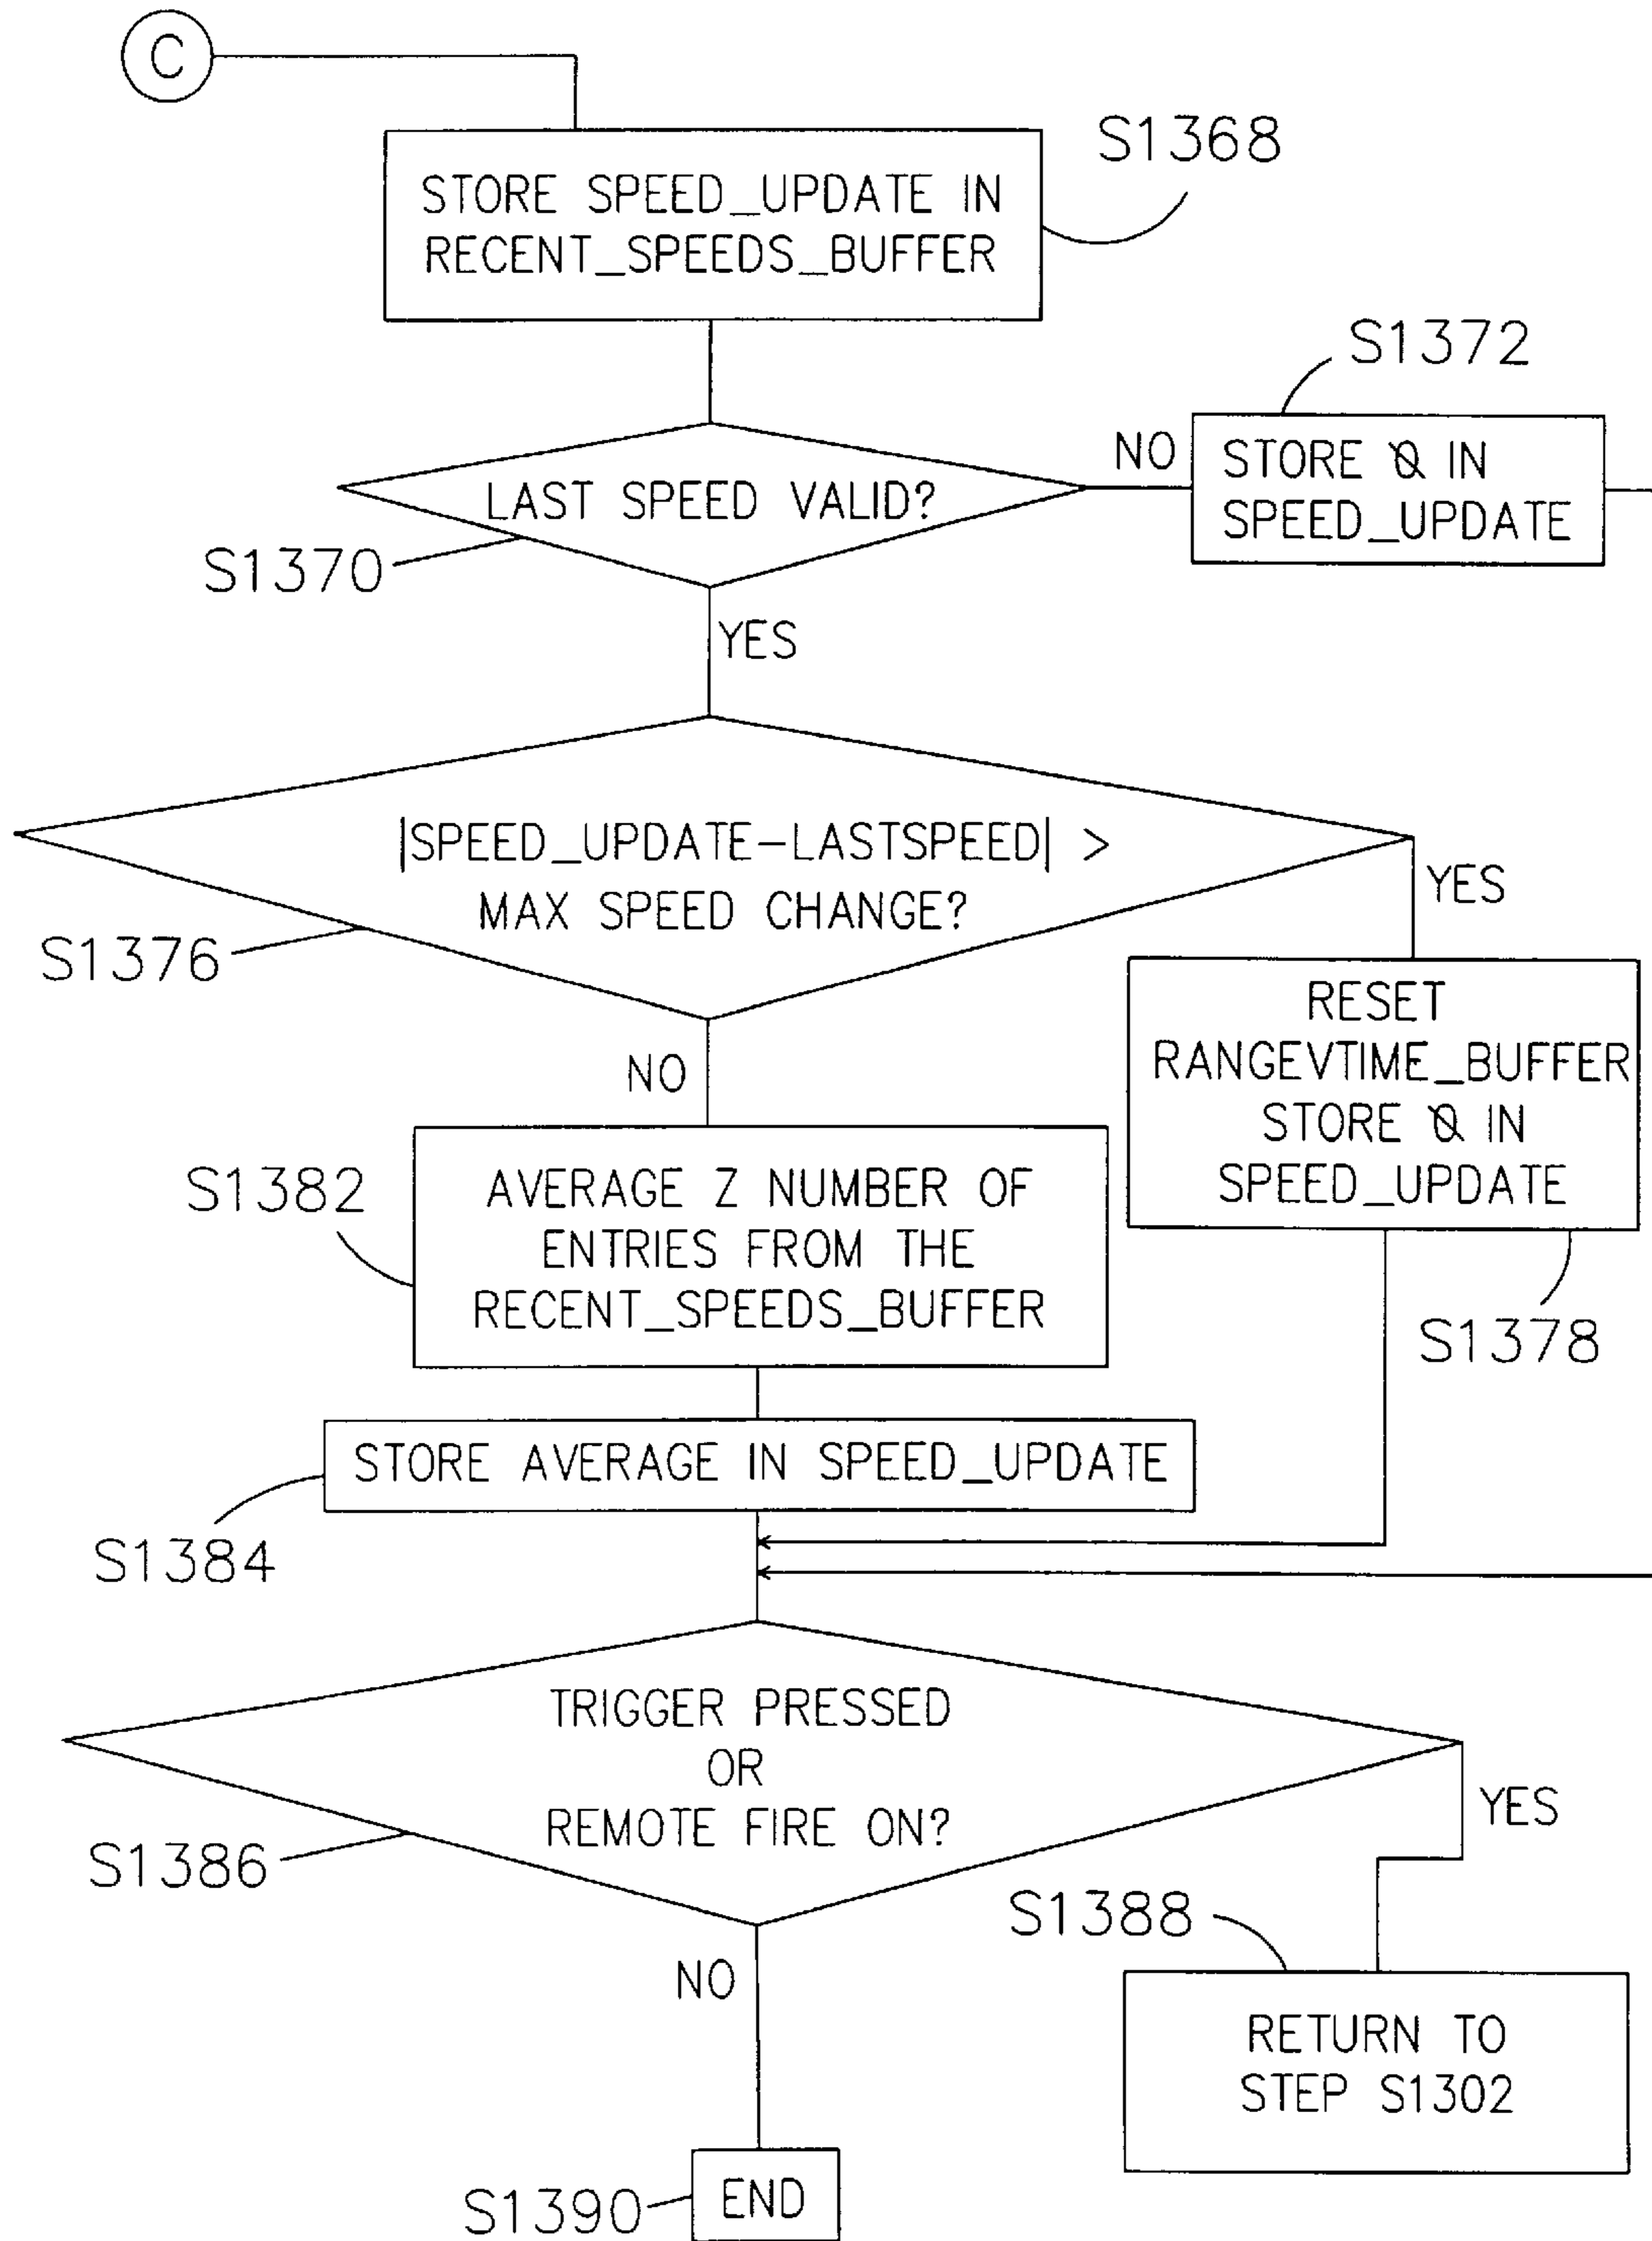 C
STORE SPEED_UPDATE IN
RECENT_SPEEDS_BUFFER
S1368
S1372
LAST SPEED VALID?
NO
STORE 0 IN
SPEED_UPDATE
S1370
YES
|SPEED_UPDATE-LASTSPEED| >
MAX SPEED CHANGE?
YES
S1376
NO
RESET
RANGEVTIME_BUFFER
STORE 0 IN
SPEED_UPDATE
S1378
S1382
AVERAGE Z NUMBER OF
ENTRIES FROM THE
RECENT_SPEEDS_BUFFER
STORE AVERAGE IN SPEED_UPDATE
S1384
TRIGGER PRESSED
OR
REMOTE FIRE ON?
YES
S1386
S1388
NO
RETURN TO
STEP S1302
S1390
END